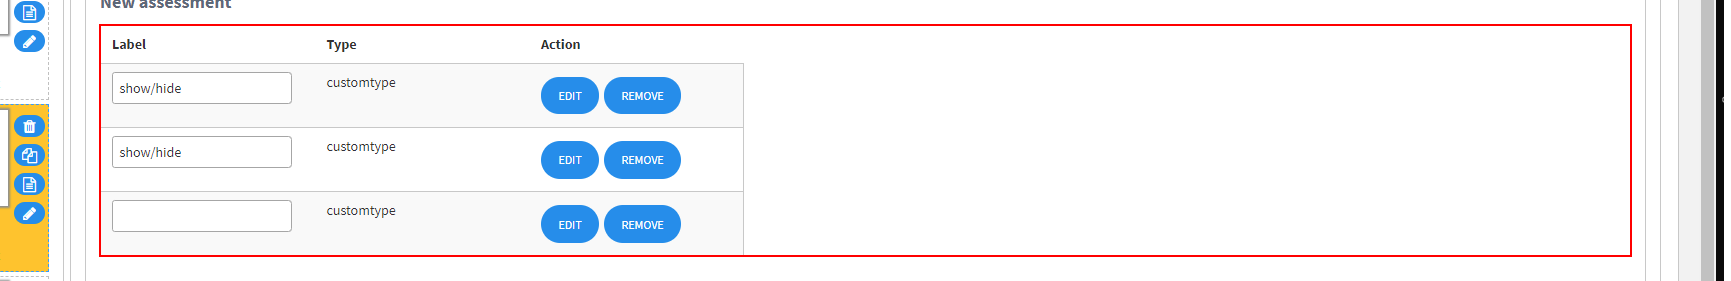 New assessment
Label Type Action
show/hide customtype EDIT REMOVE
show/hide customtype EDIT REMOVE
customtype EDIT REMOVE